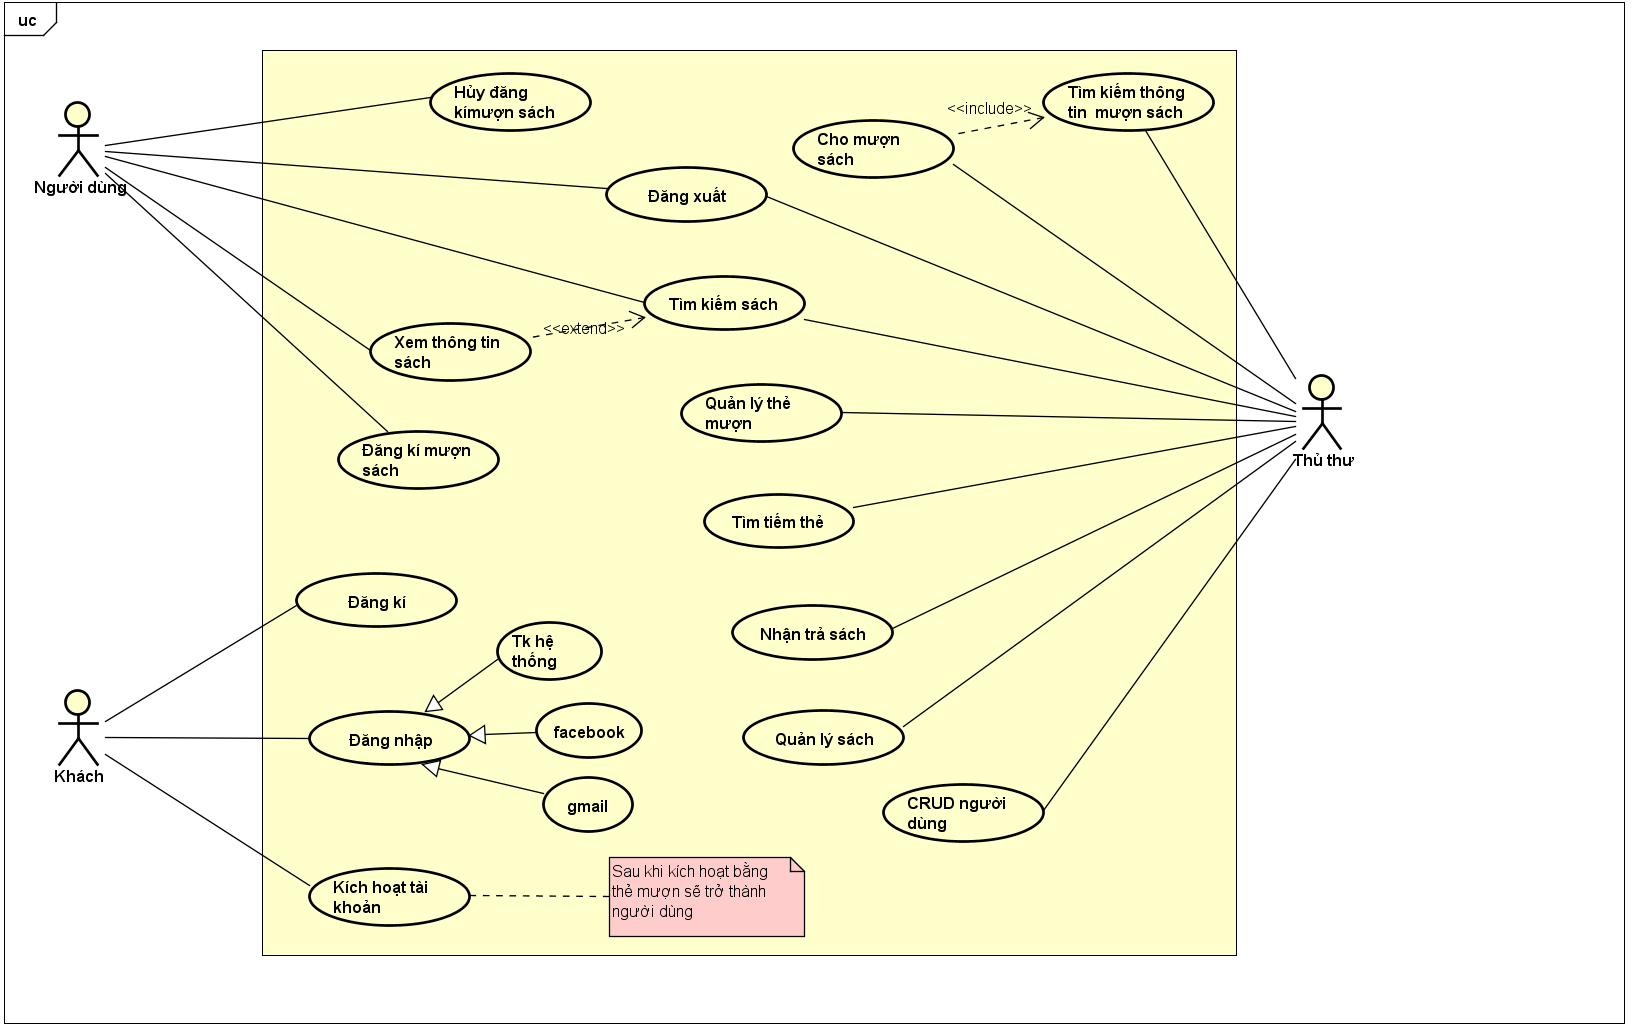 uc
Hủy đăng
kímượn sách
<<include>>
Tìm kiếm thông
tin  mượn sách
Cho mượn
sách
Người dùng
Đăng xuất
Tìm kiếm sách
<<extend>>
Xem thông tin
sách
Quản lý thẻ
mượn
Đăng kí mượn
sách
Thủ thư
Tìm tiếm thẻ
Đăng kí
Tk hệ
thống
Nhận trả sách
Đăng nhập
facebook
Quản lý sách
Khách
gmail
CRUD người
dùng
Kích hoạt tài
khoản
Sau khi kích hoạt bằng
thẻ mượn sẽ trở thành
người dùng